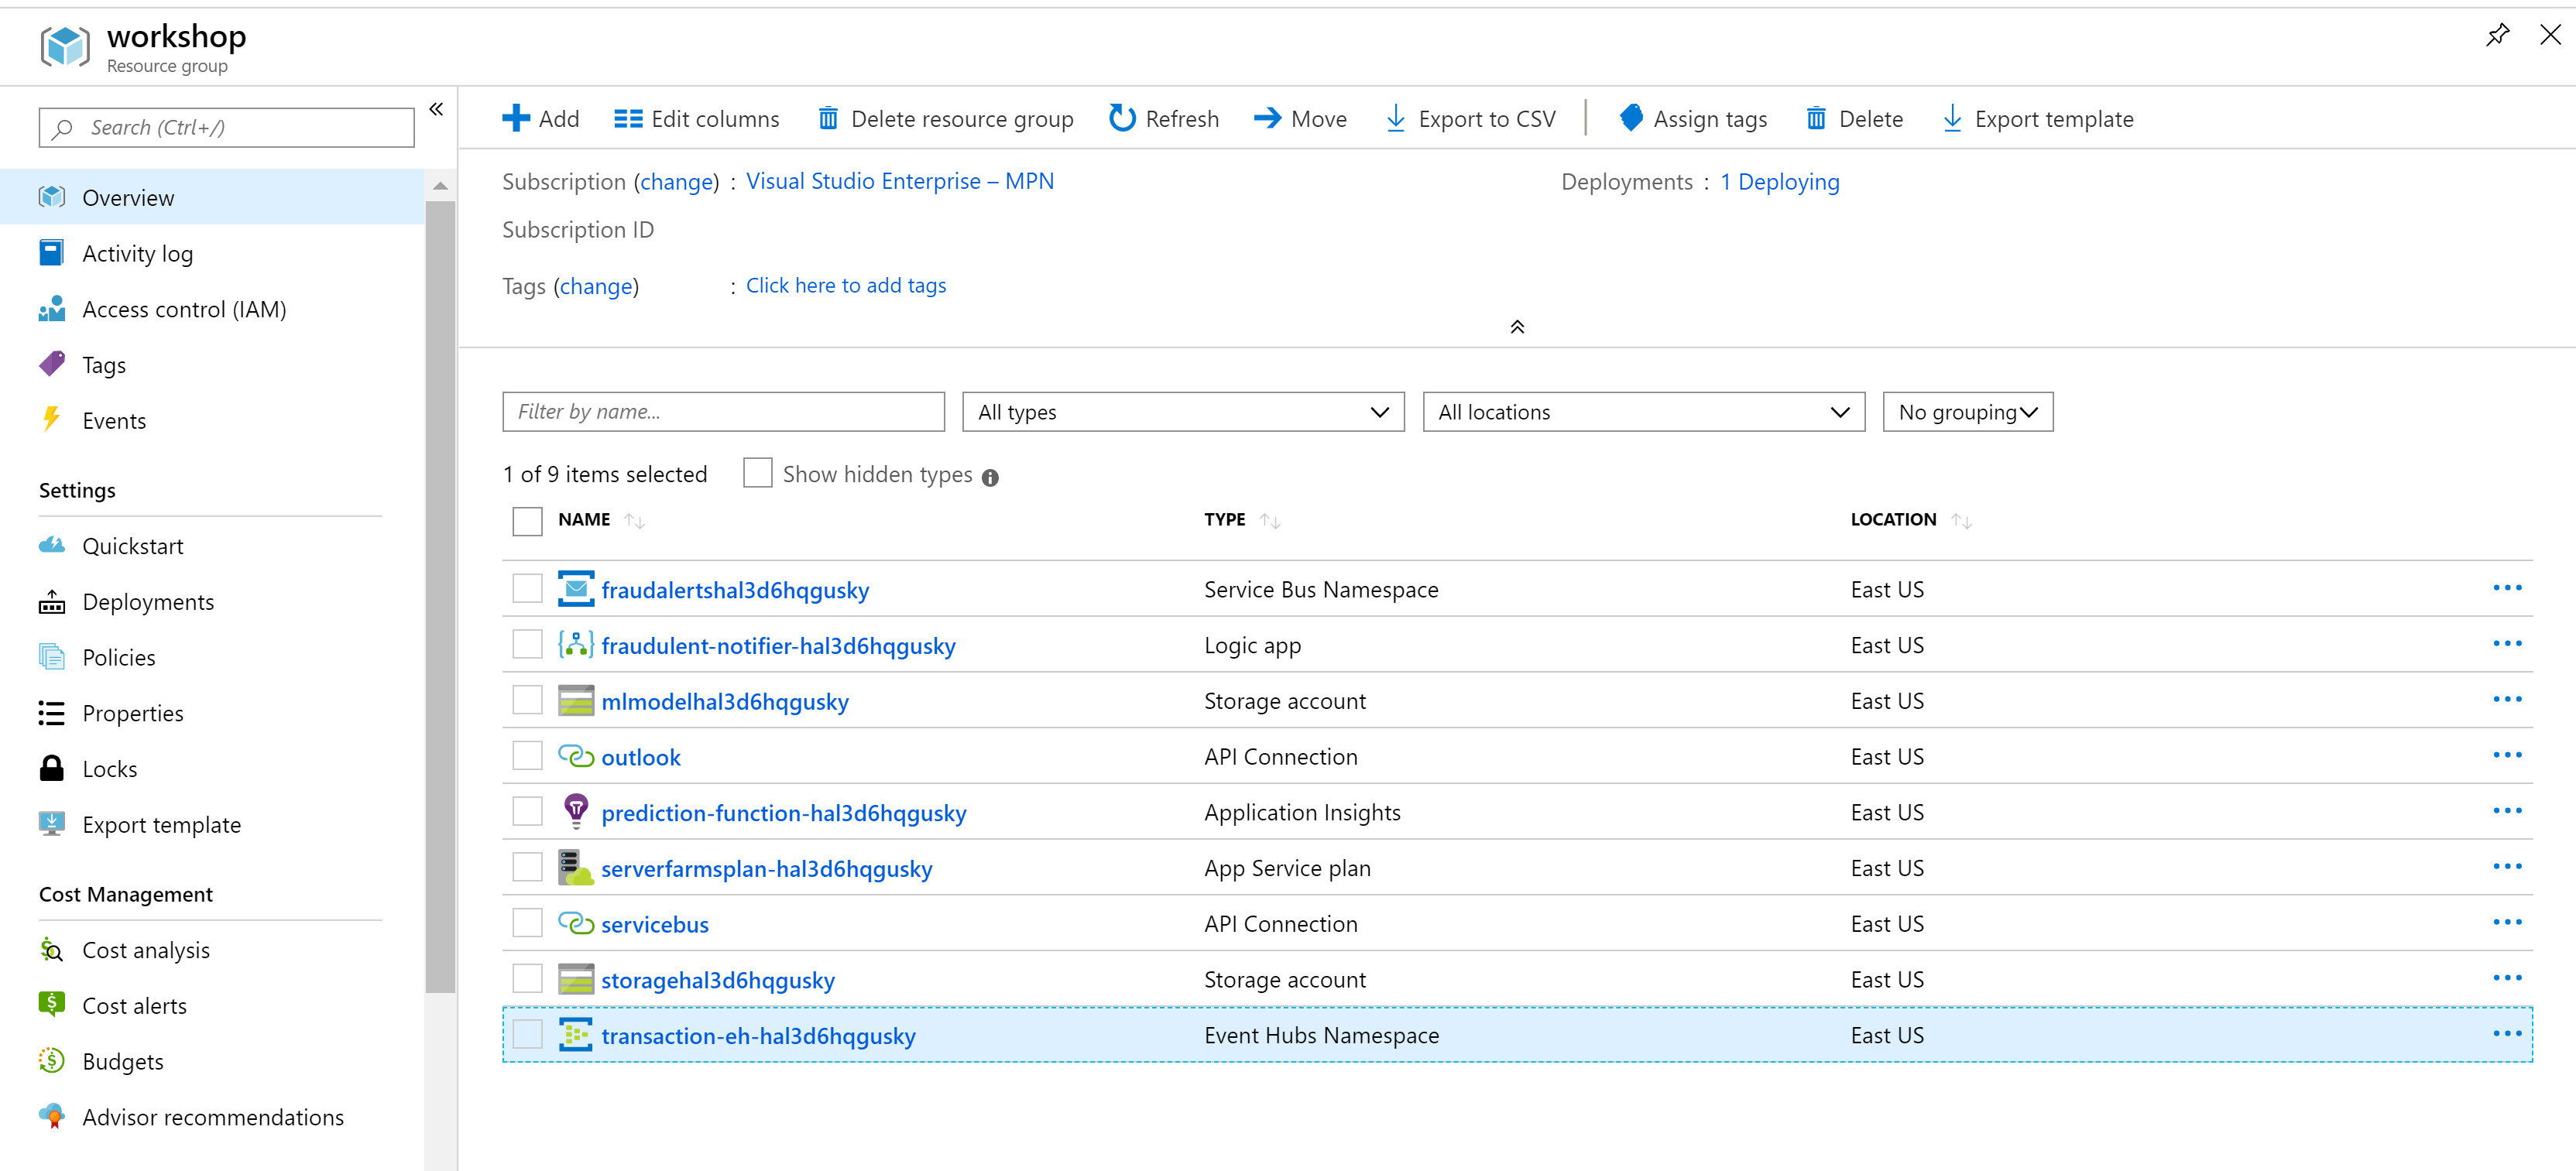 workshop
Resource group
Search (Ctrl+/)
Overview
Activity log
Access control (IAM)
Tags
Events
Settings
Quickstart
Deployments
Policies
Properties
Locks
Export template
Cost Management
Cost analysis
Cost alerts
Budgets
Advisor recommendations
Add Edit columns Delete resource group Refresh Move Export to CSV Assign tags Delete Export template
Subscription (change) : Visual Studio Enterprise – MPN Deployments : 1 Deploying
Subscription ID
Tags (change) : Click here to add tags
Filter by name... All types All locations No grouping
1 of 9 items selected Show hidden types
NAME TYPE LOCATION
fraudalertshal3d6hqgusky Service Bus Namespace East US
fraudulent-notifier-hal3d6hqgusky Logic app East US
mlmodelhal3d6hqgusky Storage account East US
outlook API Connection East US
prediction-function-hal3d6hqgusky Application Insights East US
serverfarmsplan-hal3d6hqgusky App Service plan East US
servicebus API Connection East US
storagehal3d6hqgusky Storage account East US
transaction-eh-hal3d6hqgusky Event Hubs Namespace East US